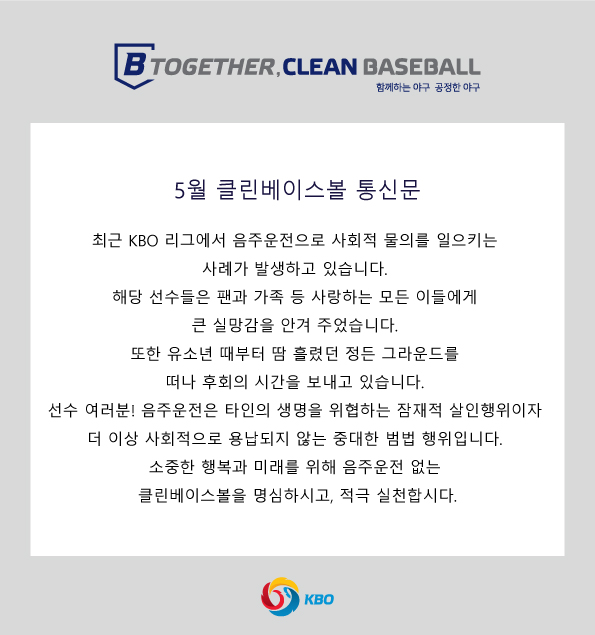 B TOGETHER, CLEAN BASEBALL
함께하는 야구 공정한 야구
5월 클린베이스볼 통신문
최근 KBO 리그에서 음주운전으로 사회적 물의를 일으키는
사례가 발생하고 있습니다.
해당 선수들은 팬과 가족 등 사랑하는 모든 이들에게
큰 실망감을 안겨 주었습니다.
또한 유소년 때부터 땀 흘렸던 정든 그라운드를
떠나 후회의 시간을 보내고 있습니다.
선수 여러분! 음주운전은 타인의 생명을 위협하는 잠재적 살인행위이자
더 이상 사회적으로 용납되지 않는 중대한 범법 행위입니다.
소중한 행복과 미래를 위해 음주운전 없는
클린베이스볼을 명심하시고, 적극 실천합시다.
KBO